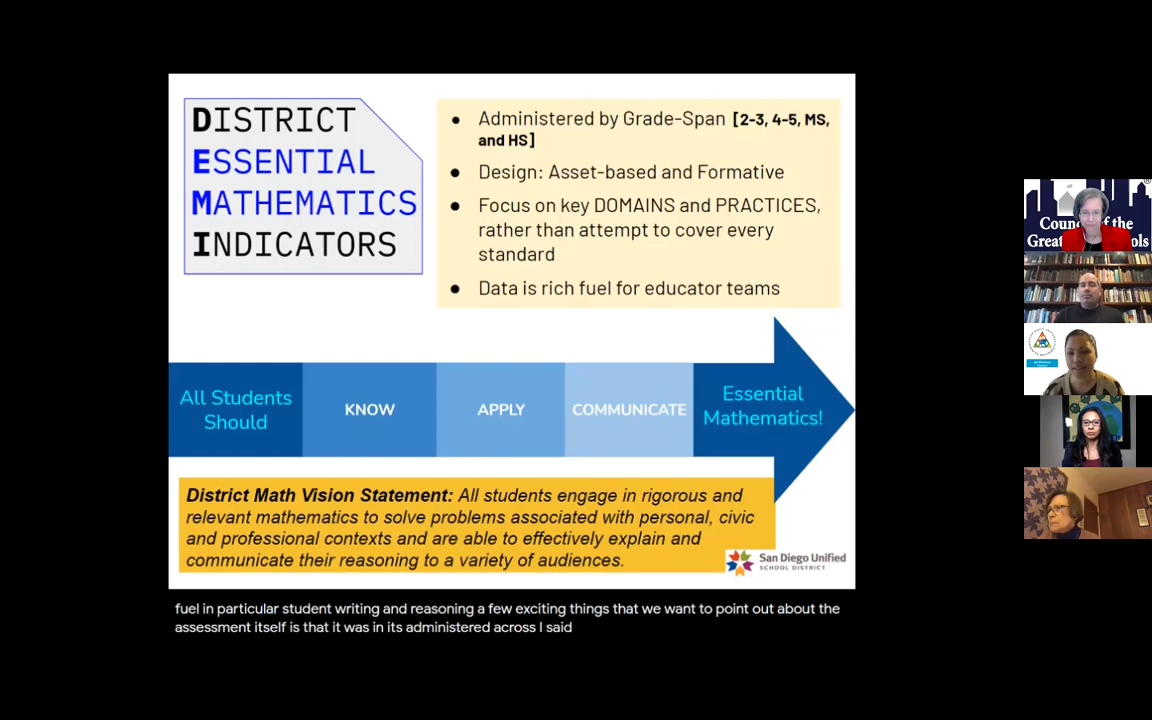 DISTRICT
ESSENTIAL
MATHEMATICS
INDICATORS
● Administered by Grade-Span [2-3, 4-5, MS,
and HS]
● Design: Asset-based and Formative
● Focus on key DOMAINS and PRACTICES,
rather than attempt to cover every
standard
● Data is rich fuel for educator teams
All Students
Should
KNOW
APPLY
COMMUNICATE
Essential
Mathematics!
District Math Vision Statement: All students engage in rigorous and
relevant mathematics to solve problems associated with personal, civic
and professional contexts and are able to effectively explain and
communicate their reasoning to a variety of audiences.
San Diego Unified
SCHOOL DISTRICT
fuel in particular student writing and reasoning a few exciting things that we want to point out about the
assessment itself is that it was in its administered across I said